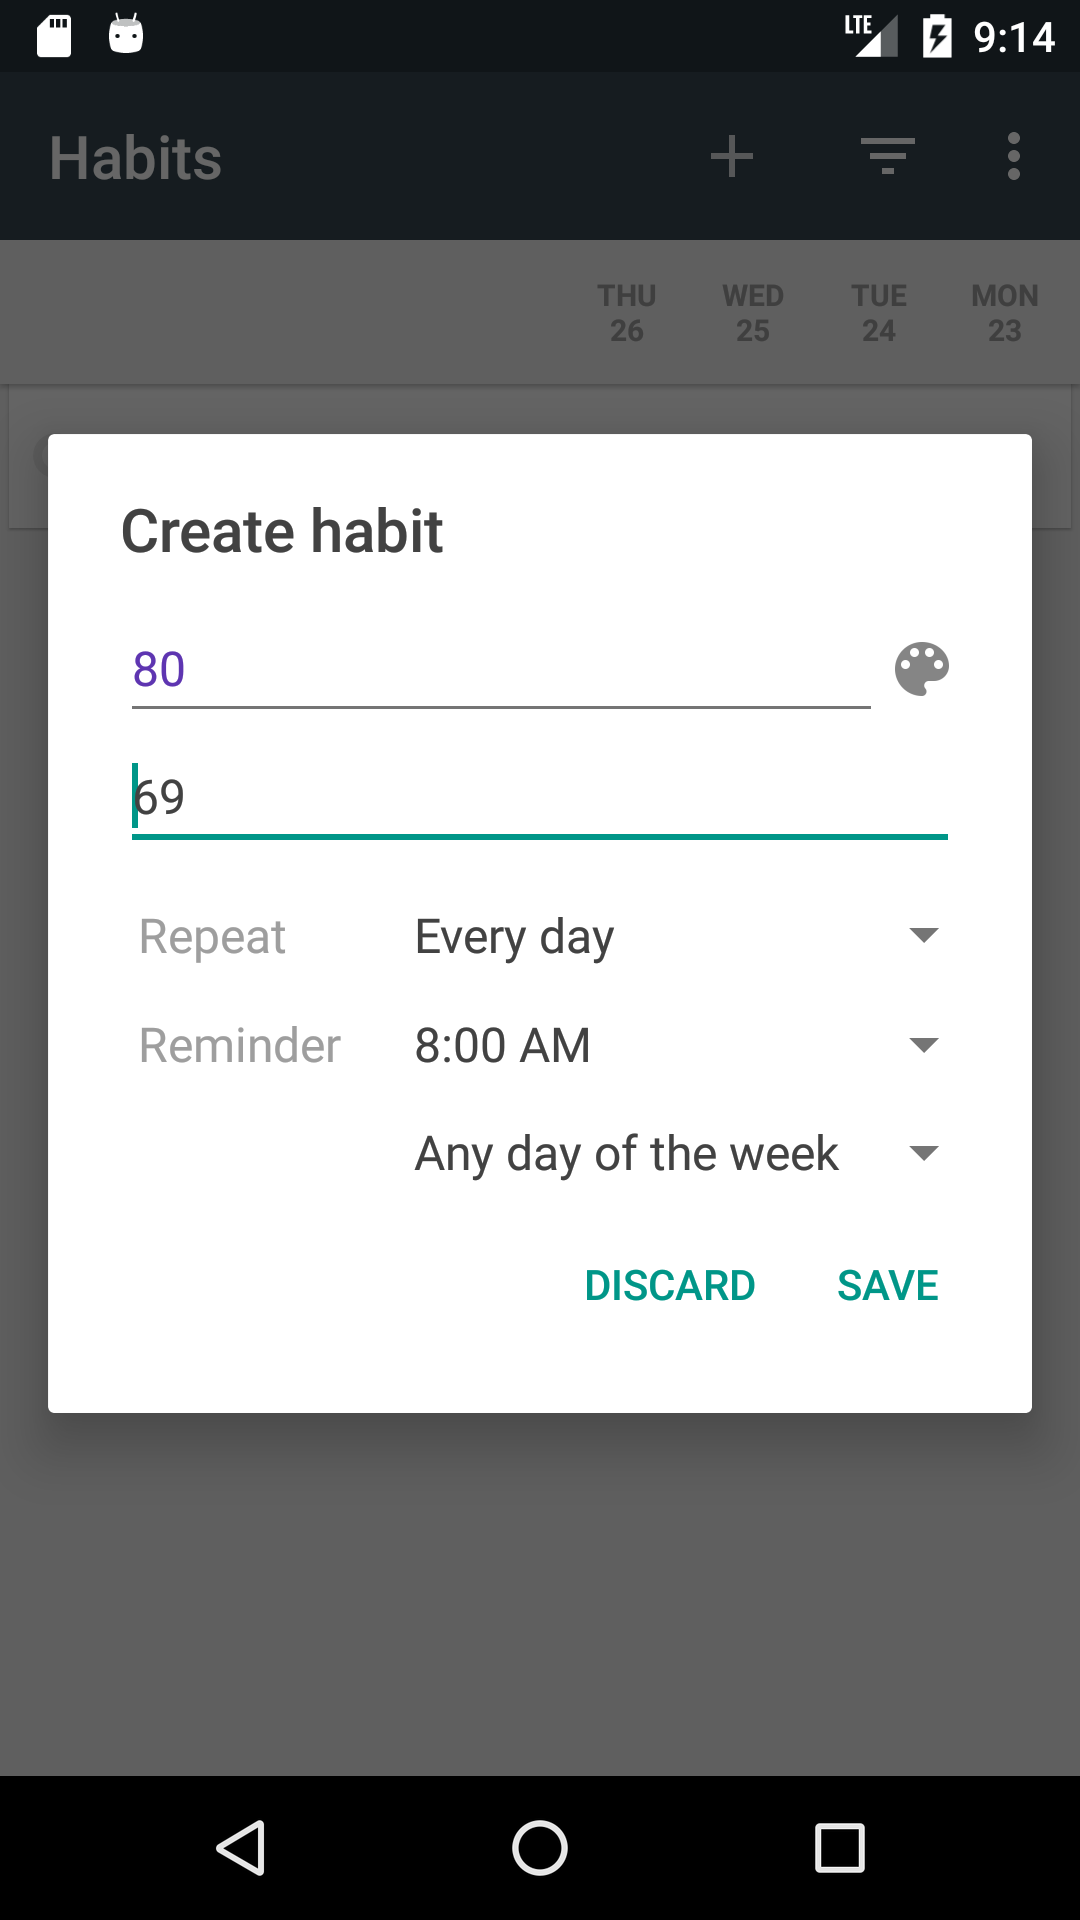 LTE 9:14
Habits
THU WED TUE MON
26 25 24 23
Create habit
80
69
Repeat Every day
Reminder 8:00 AM
Any day of the week
DISCARD SAVE